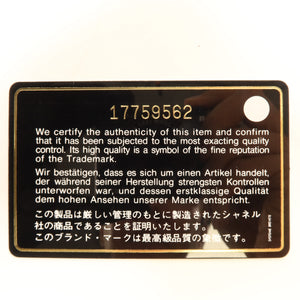 17759562
We certify the authenticity of this item and confirm
that it has been subjected to the most exacting quality
control. Its high quality is a symbol of the fine reputation
of the Trademark.
Wir bestätigen, dass es sich um einen Artikel handelt,
der während seiner Herstellung strengsten Kontrollen
unterworfen war, und dessen erstklassige Qualität
dem hohen Ansehen unserer Marke entspricht.
この製品は厳しい管理のもとに製造されたシャネル
社の商品であることを証明いたします。
このブランド・マークは最高級品質の象徴です。